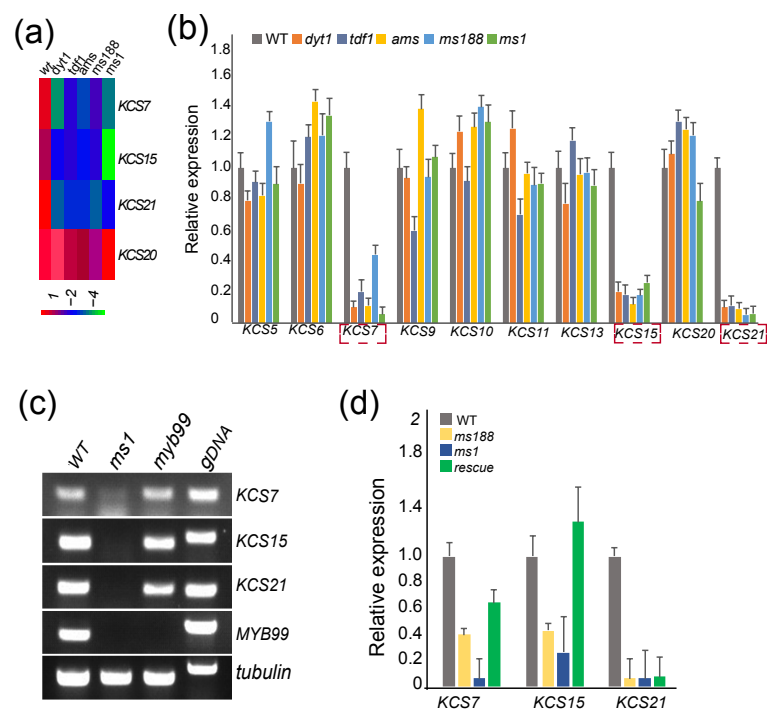 (a)
wt dyt1 tdf1 ams ms188 ms1
KCS7
KCS15
KCS21
KCS20
1 −2 −4
(b)
WT dyt1 tdf1 ams ms188 ms1
Relative expression
1.8
1.6
1.4
1.2
1.0
0.8
0.6
0.4
0.2
0
KCS5 KCS6 KCS7 KCS9 KCS10 KCS11 KCS13 KCS15 KCS20 KCS21
(c)
WT ms1 myb99 gDNA
KCS7
KCS15
KCS21
MYB99
tubulin
(d)
WT
ms188
ms1
rescue
Relative expression
2
1.8
1.4
1.0
0.8
0.6
0.4
0.2
0
KCS7 KCS15 KCS21